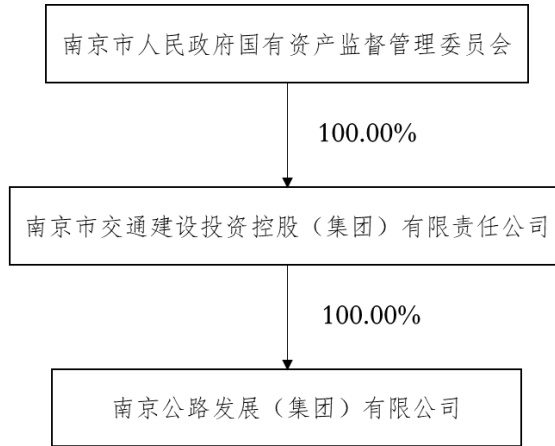 南京市人民政府国有资产监督管理委员会
100.00%
南京市交通建设投资控股（集团）有限责任公司
100.00%
南京公路发展（集团）有限公司